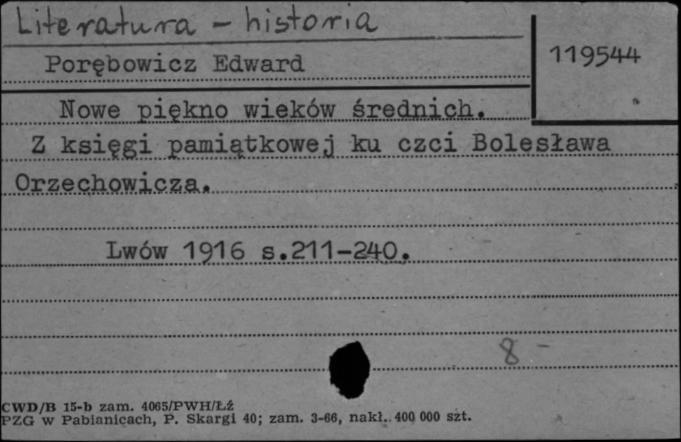 Literatura – historia
119544
Porębowicz Edward
Nowe piękno wieków średnich.
Z księgi pamiątkowej ku czci Bolesława
Orzechowicza.
Lwów 1916 s.211-240.
8 -
CWD/B 15-b zam. 4065/PWH/Łź
PZG w Pabianicach, P. Skargi 40; zam. 3-66, nakł. 400 000 szt.